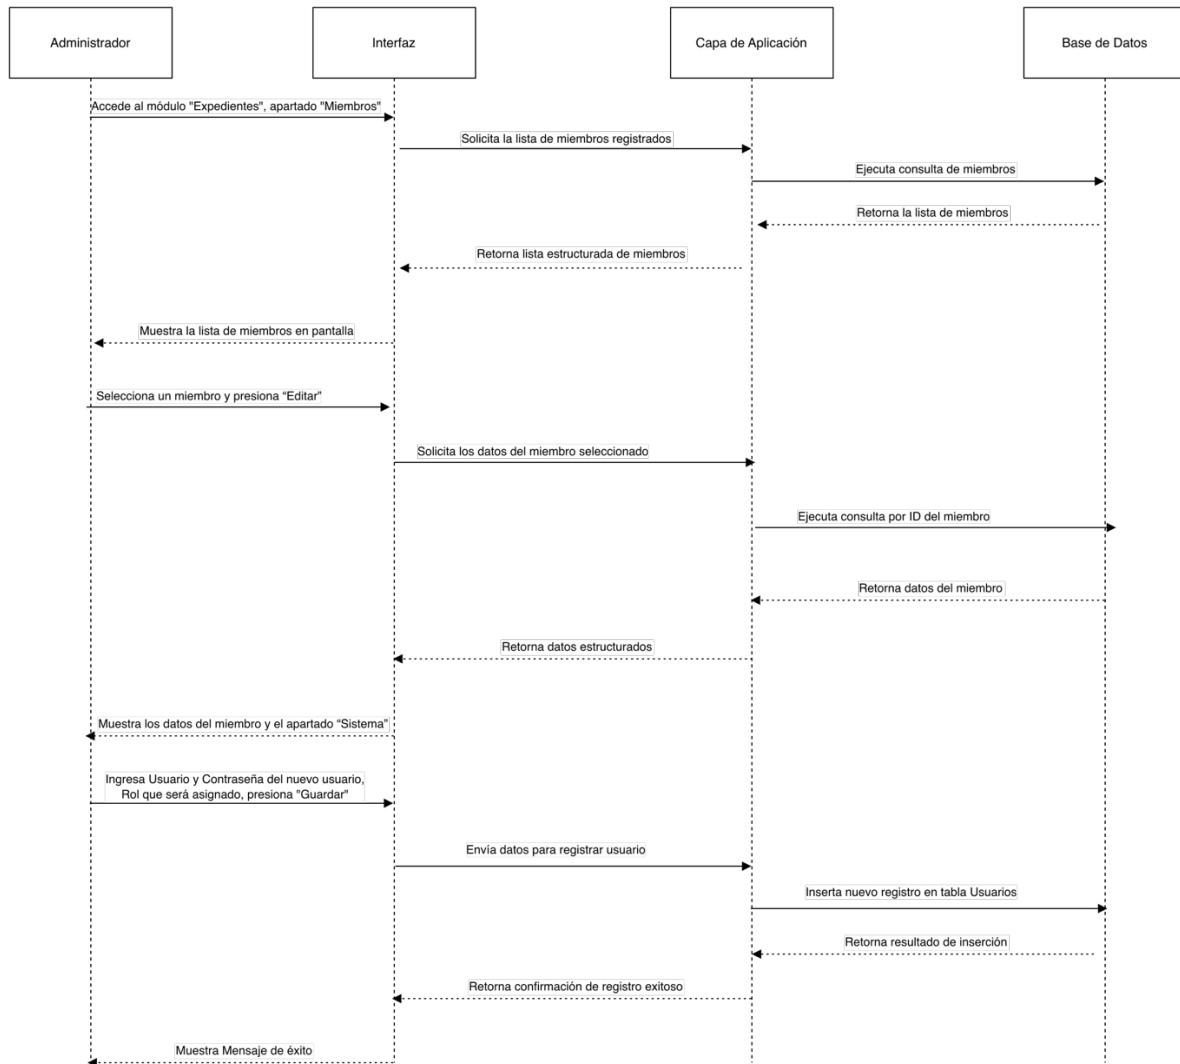 Administrador
Interfaz
Capa de Aplicación
Base de Datos
Accede al módulo "Expedientes", apartado "Miembros"
Solicita la lista de miembros registrados
Ejecuta consulta de miembros
Retorna la lista de miembros
Retorna lista estructurada de miembros
Muestra la lista de miembros en pantalla
Selecciona un miembro y presiona “Editar”
Solicita los datos del miembro seleccionado
Ejecuta consulta por ID del miembro
Retorna datos del miembro
Retorna datos estructurados
Muestra los datos del miembro y el apartado “Sistema”
Ingresa Usuario y Contraseña del nuevo usuario,
Rol que será asignado, presiona "Guardar"
Envía datos para registrar usuario
Inserta nuevo registro en tabla Usuarios
Retorna resultado de inserción
Retorna confirmación de registro exitoso
Muestra Mensaje de éxito